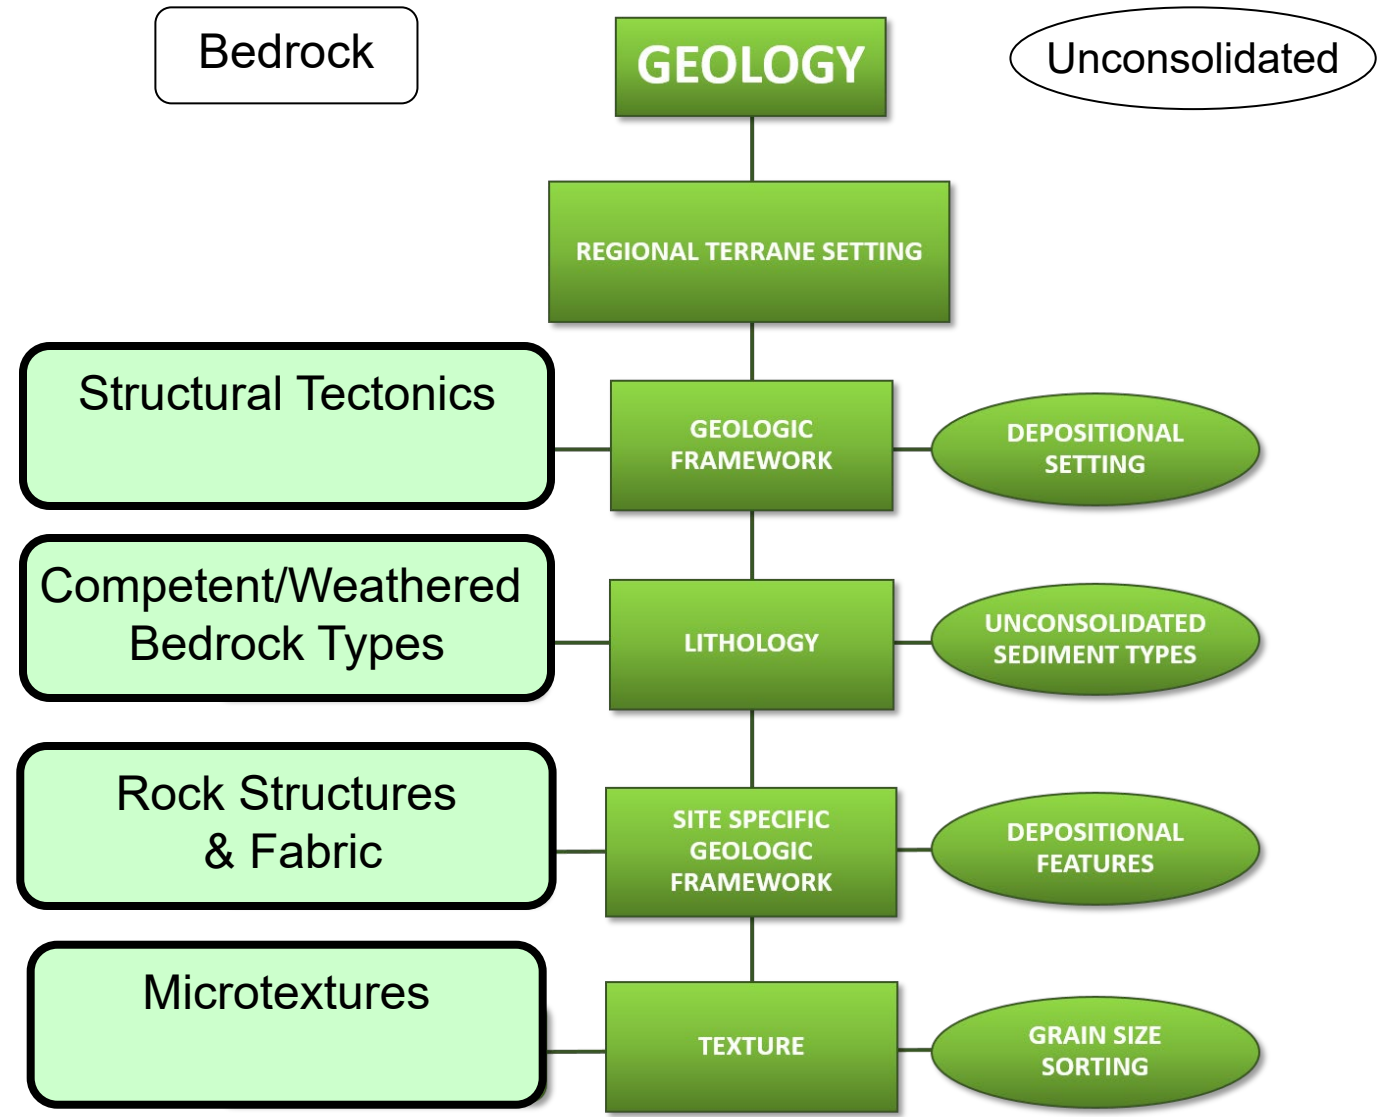 Bedrock
GEOLOGY
Unconsolidated
REGIONAL TERRANE SETTING
Structural Tectonics
GEOLOGIC
FRAMEWORK
DEPOSITIONAL
SETTING
Competent/Weathered
Bedrock Types
LITHOLOGY
UNCONSOLIDATED
SEDIMENT TYPES
Rock Structures
& Fabric
SITE SPECIFIC
GEOLOGIC
FRAMEWORK
DEPOSITIONAL
FEATURES
Microtextures
TEXTURE
GRAIN SIZE
SORTING